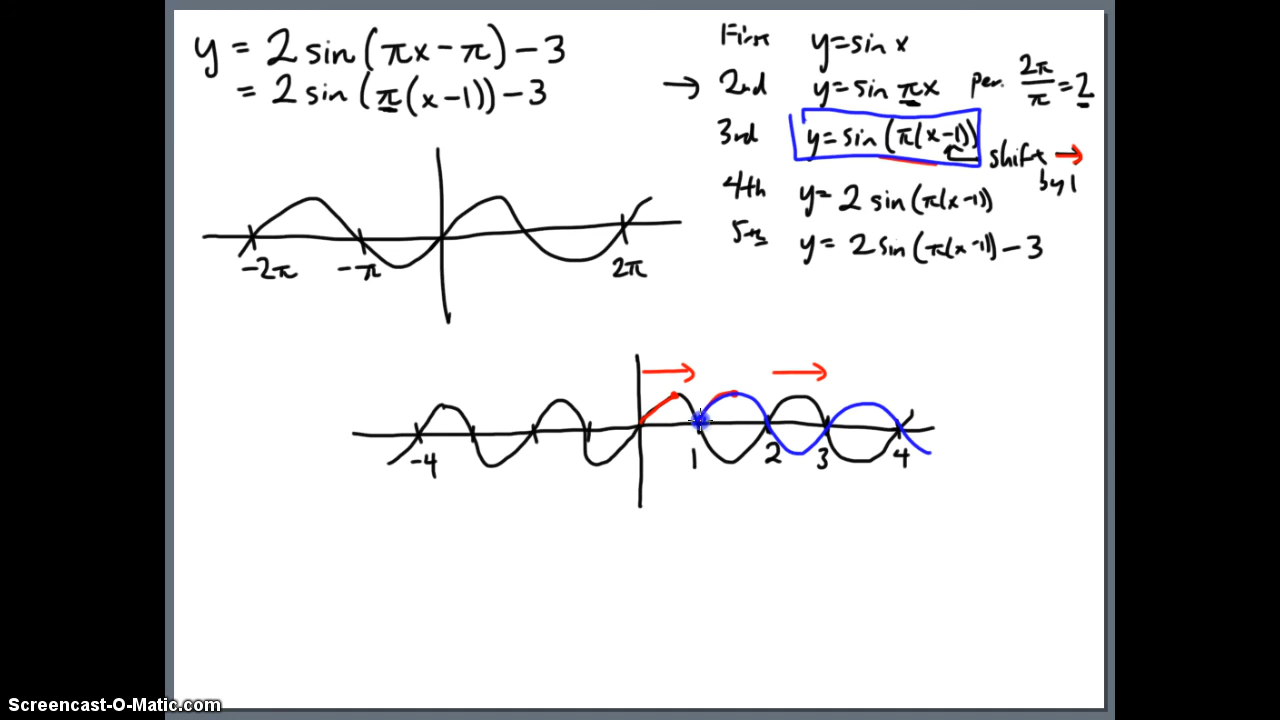 y = 2 sin (πx - π) - 3
= 2 sin (π(x-1)) - 3
First y=sin x
→ 2nd y=sin πx per. 2π/π = 2
3rd y=sin (π(x-1)) shift →
by 1
4th y= 2 sin (π(x-1))
5th y= 2 sin (π(x-1)) - 3
-2π -π 2π
-4 1 2 3 4
Screencast-O-Matic.com